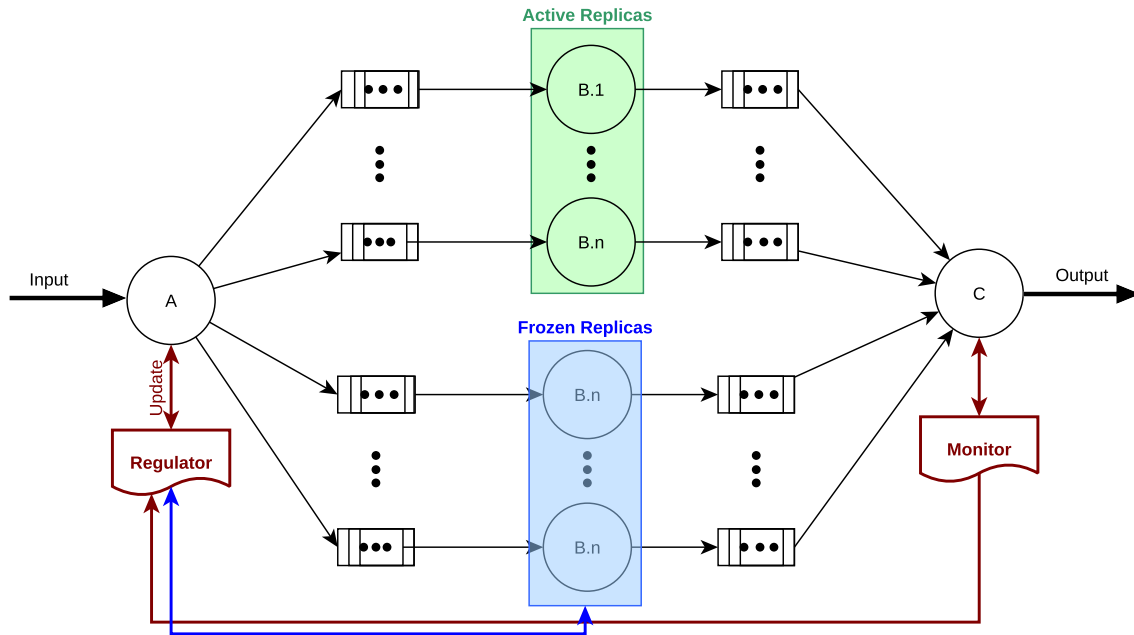 Active Replicas
B.1
B.n
Input
A
C
Output
Frozen Replicas
B.n
Update
Regulator
Monitor
B.n